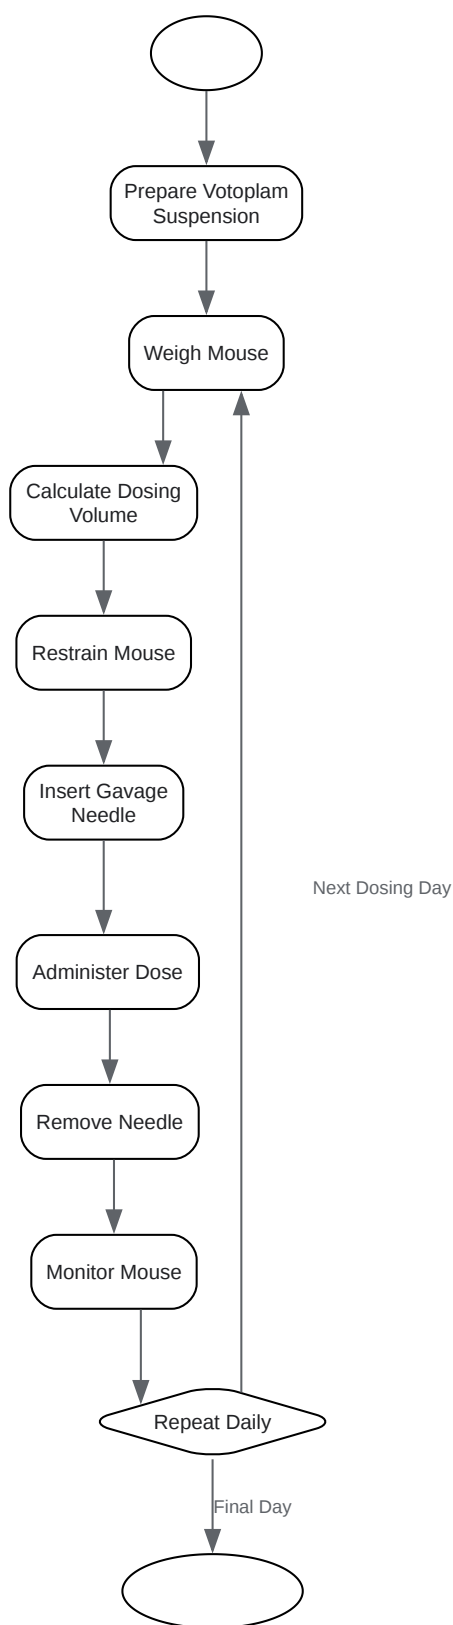 Prepare Votoplam
Suspension
Weigh Mouse
Calculate Dosing
Volume
Restrain Mouse
Insert Gavage
Needle
Next Dosing Day
Administer Dose
Remove Needle
Monitor Mouse
Repeat Daily
Final Day